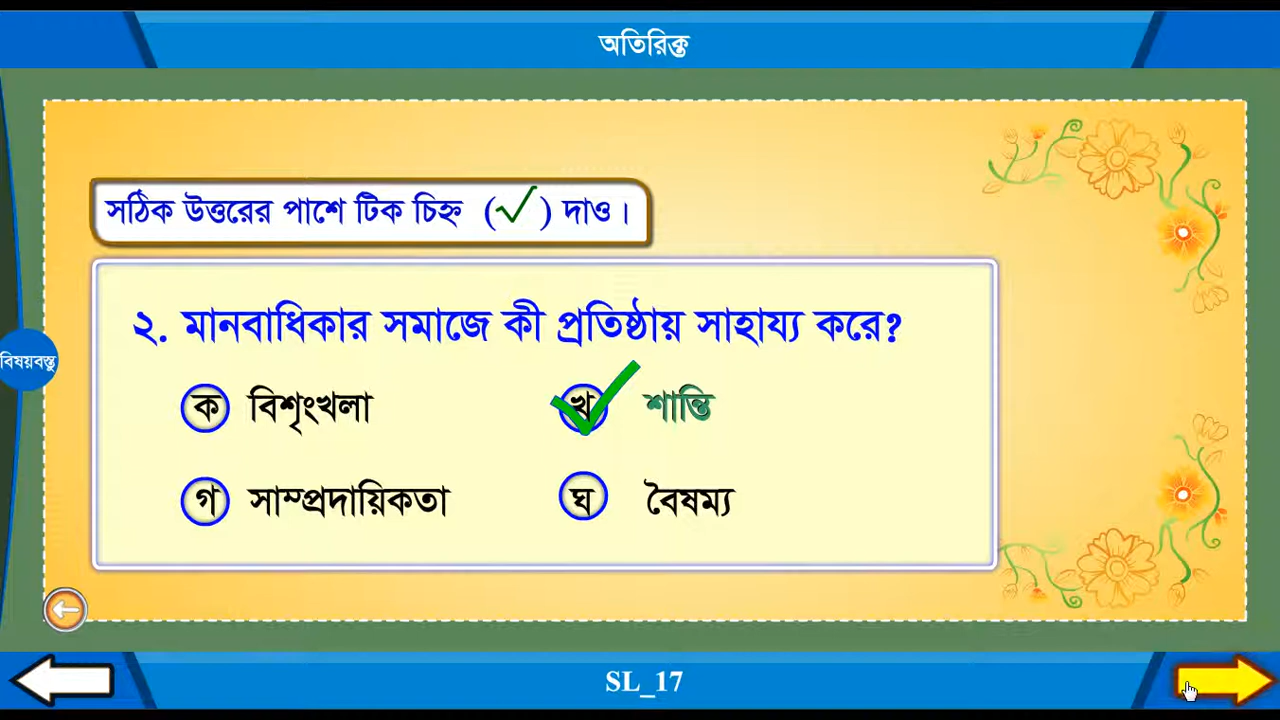 অতিরিক্ত
সঠিক উত্তরের পাশে টিক চিহ্ন (✓) দাও।
২. মানবাধিকার সমাজে কী প্রতিষ্ঠায় সাহায্য করে?
ক বিশৃংখলা খ শান্তি
গ সাম্প্রদায়িকতা ঘ বৈষম্য
বিষয়বস্তু
SL_17